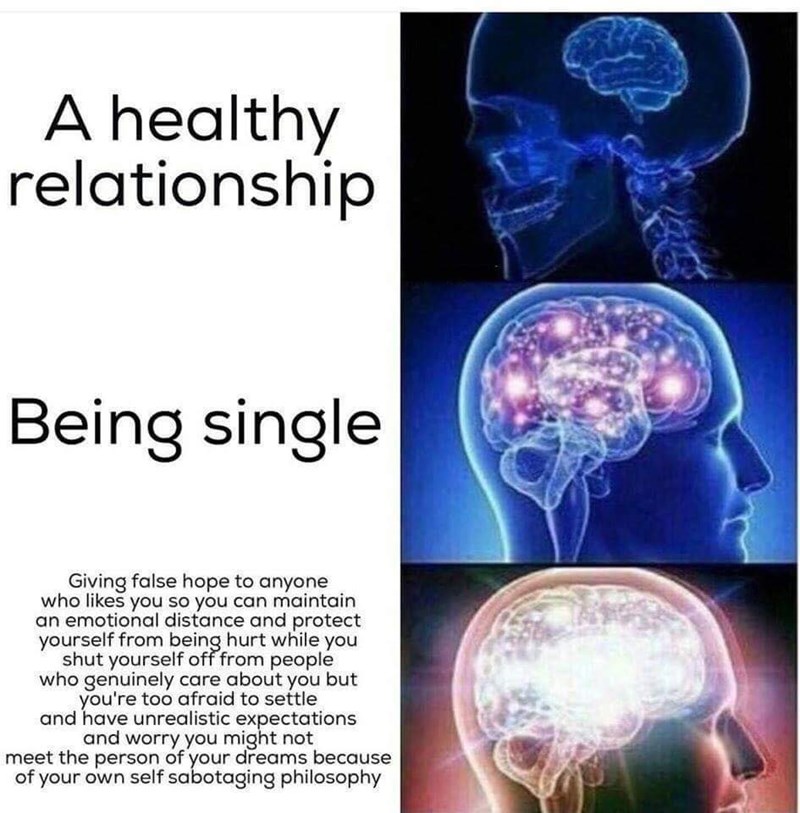 A healthy
relationship
Being single
Giving false hope to anyone
who likes you so you can maintain
an emotional distance and protect
yourself from being hurt while you
shut yourself off from people
who genuinely care about you but
you're too afraid to settle
and have unrealistic expectations
and worry you might not
meet the person of your dreams because
of your own self sabotaging philosophy